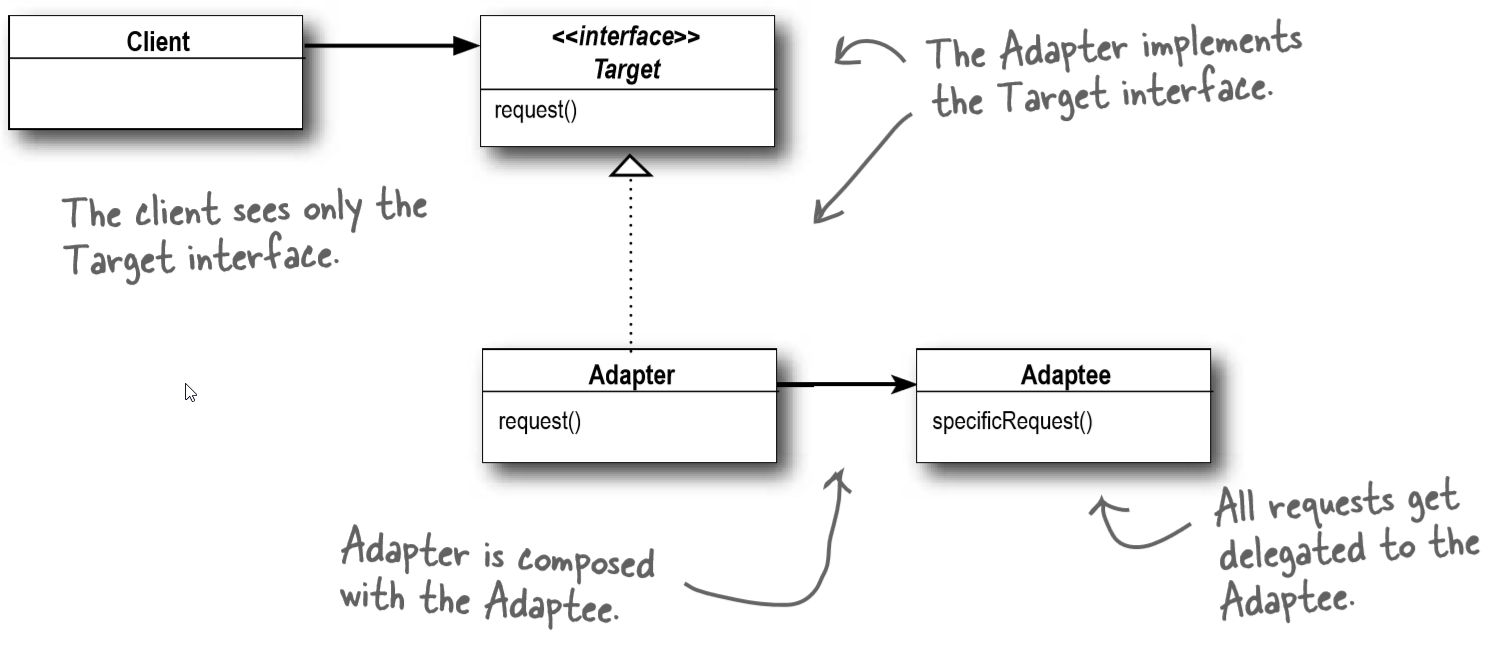 Client
<<interface>>
Target
request()
The Adapter implements
the Target interface.
The client sees only the
Target interface.
Adapter
request()
Adaptee
specificRequest()
Adapter is composed
with the Adaptee.
All requests get
delegated to the
Adaptee.